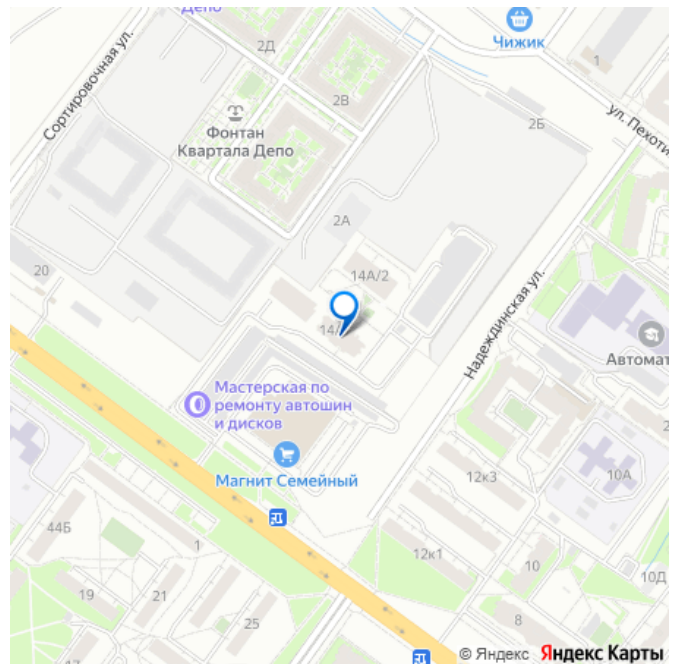 Депо
2Д
Чижик
1
Сортировочная ул.
2В
ул. Пехоти
2Б
Фонтан
Квартала Депо
2А
20
14А/2
14А
Надеждинская ул.
Автомат
Мастерская по
ремонту автошин
и дисков
Магнит Семейный
12к3
10А
44Б
1
12к1
10
10Д
19
21
25
8
17
© Яндекс Яндекс Карты